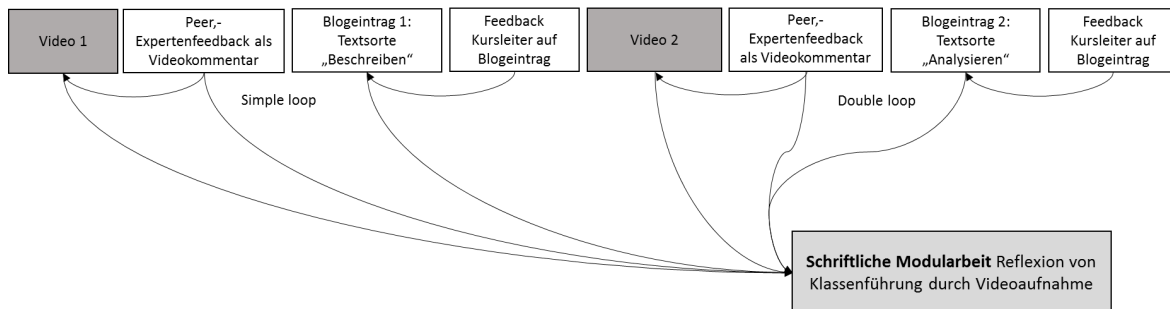 Video 1
Peer,-
Expertenfeedback als
Videokommentar
Blogeintrag 1:
Textsorte
„Beschreiben“
Feedback
Kursleiter auf
Blogeintrag
Video 2
Peer,-
Expertenfeedback
als Videokommentar
Blogeintrag 2:
Textsorte
„Analysieren“
Feedback
Kursleiter auf
Blogeintrag
Simple loop
Double loop
Schriftliche Modularbeit Reflexion von
Klassenführung durch Videoaufnahme